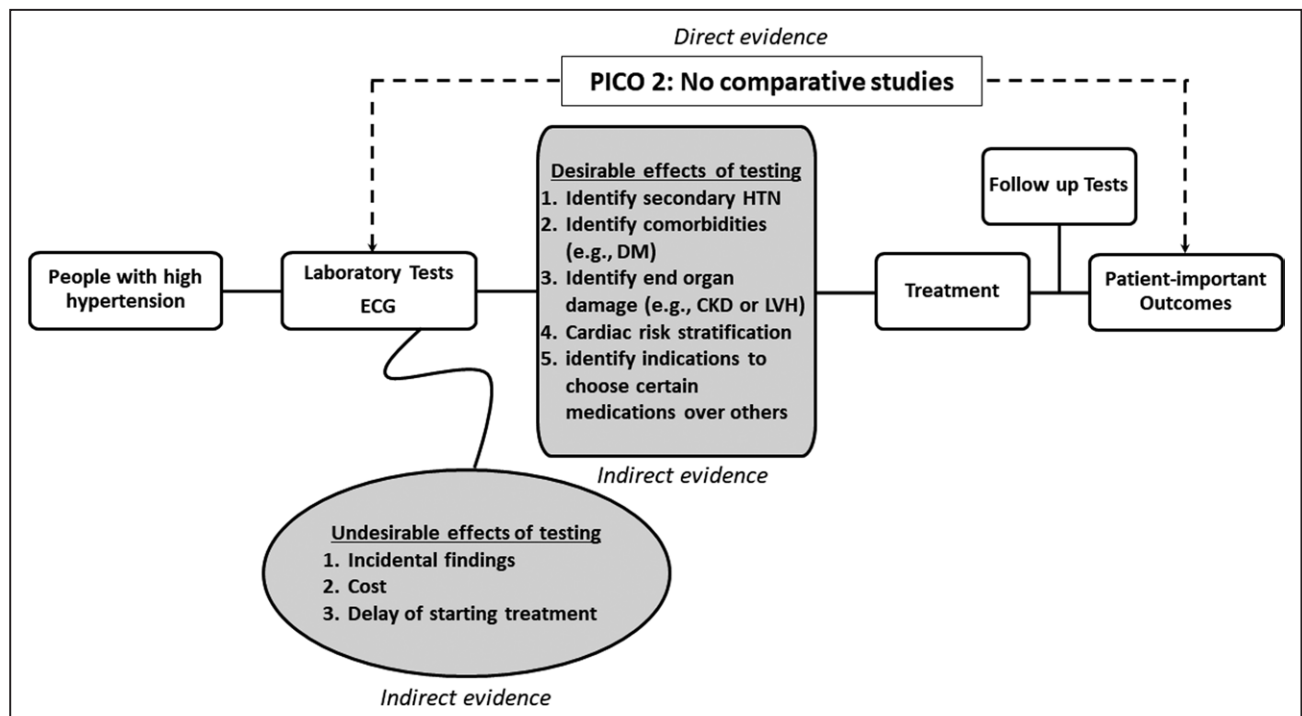 Direct evidence
PICO 2: No comparative studies
People with high
hypertension
Laboratory Tests
ECG
Desirable effects of testing
1. Identify secondary HTN
2. Identify comorbidities
(e.g., DM)
3. Identify end organ
damage (e.g., CKD or LVH)
4. Cardiac risk stratification
5. identify indications to
choose certain
medications over others
Indirect evidence
Treatment
Follow up Tests
Patient-important
Outcomes
Undesirable effects of testing
1. Incidental findings
2. Cost
3. Delay of starting treatment
Indirect evidence